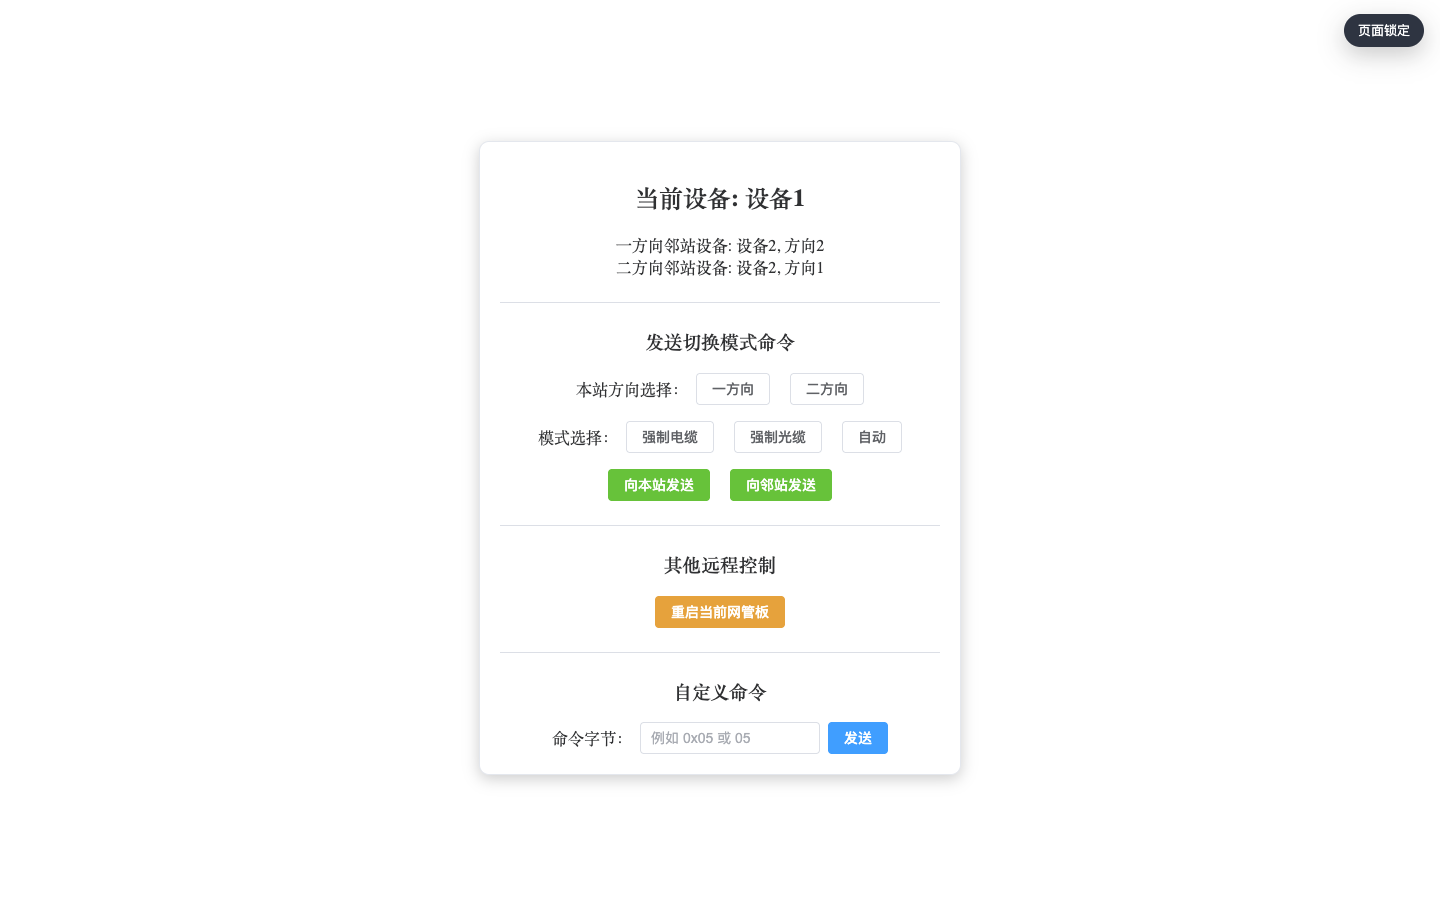 页面锁定
当前设备: 设备1
一方向邻站设备: 设备2, 方向2
二方向邻站设备: 设备2, 方向1
发送切换模式命令
本站方向选择： 一方向 二方向
模式选择： 强制电缆 强制光缆 自动
向本站发送 向邻站发送
其他远程控制
重启当前网管板
自定义命令
命令字节： 例如 0x05 或 05 发送